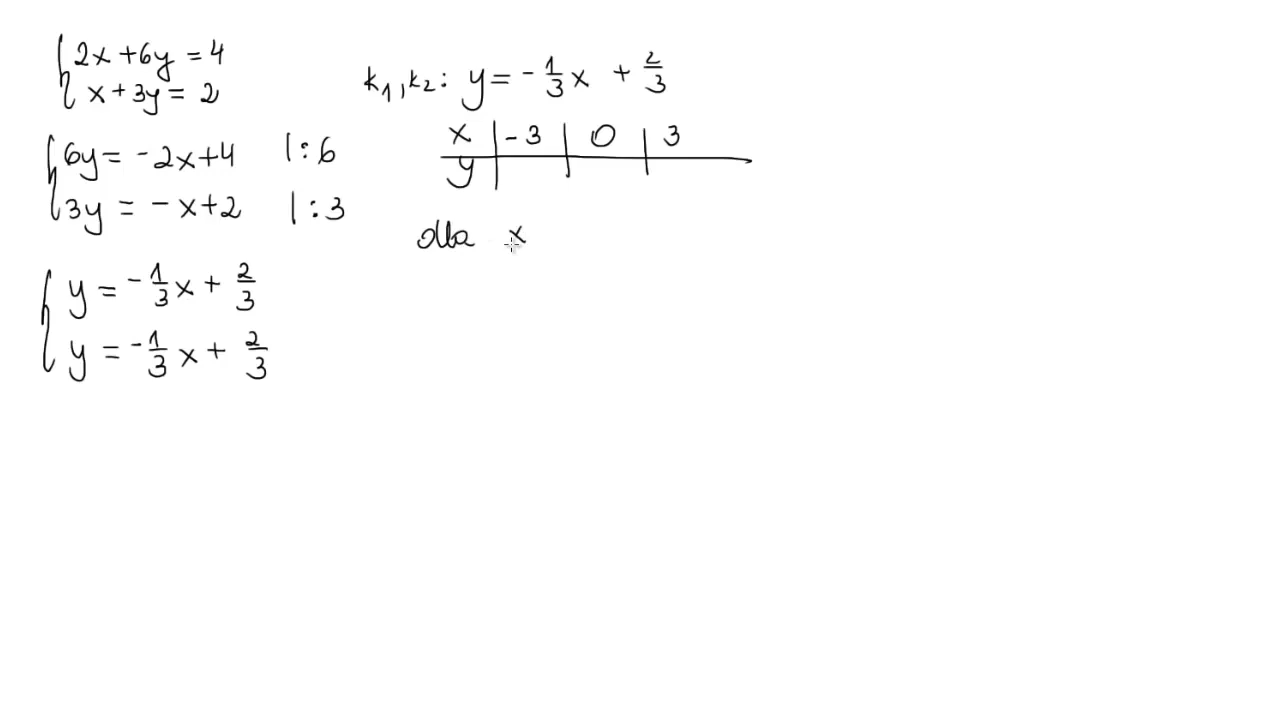 2x + 6y = 4
x + 3y = 2
6y = -2x + 4 |:6
3y = -x + 2 |:3
y = -1/3 x + 2/3
y = -1/3 x + 2/3
k₁, k₂: y = -1/3 x + 2/3
x | -3 | 0 | 3
y
dla x